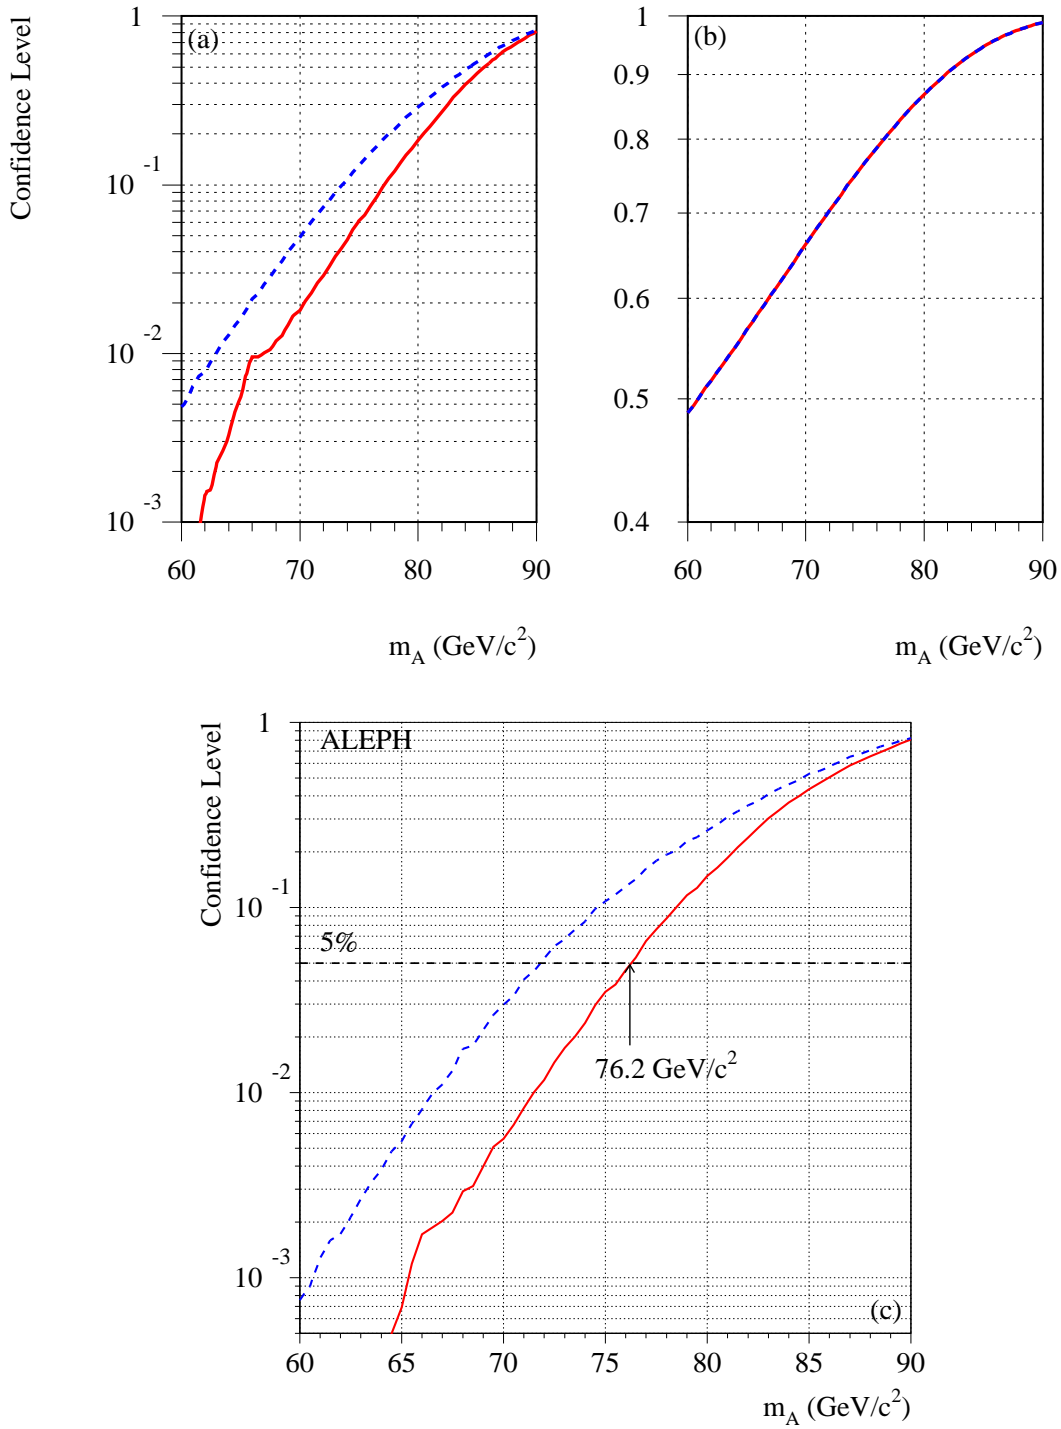 Confidence Level
(a)
1
10 -1
10 -2
10 -3
60 70 80 90
m_A (GeV/c^2)
(b)
1
0.9
0.8
0.7
0.6
0.5
0.4
60 70 80 90
m_A (GeV/c^2)
Confidence Level
ALEPH
1
10 -1
5%
76.2 GeV/c^2
10 -2
10 -3
(c)
60 65 70 75 80 85 90
m_A (GeV/c^2)